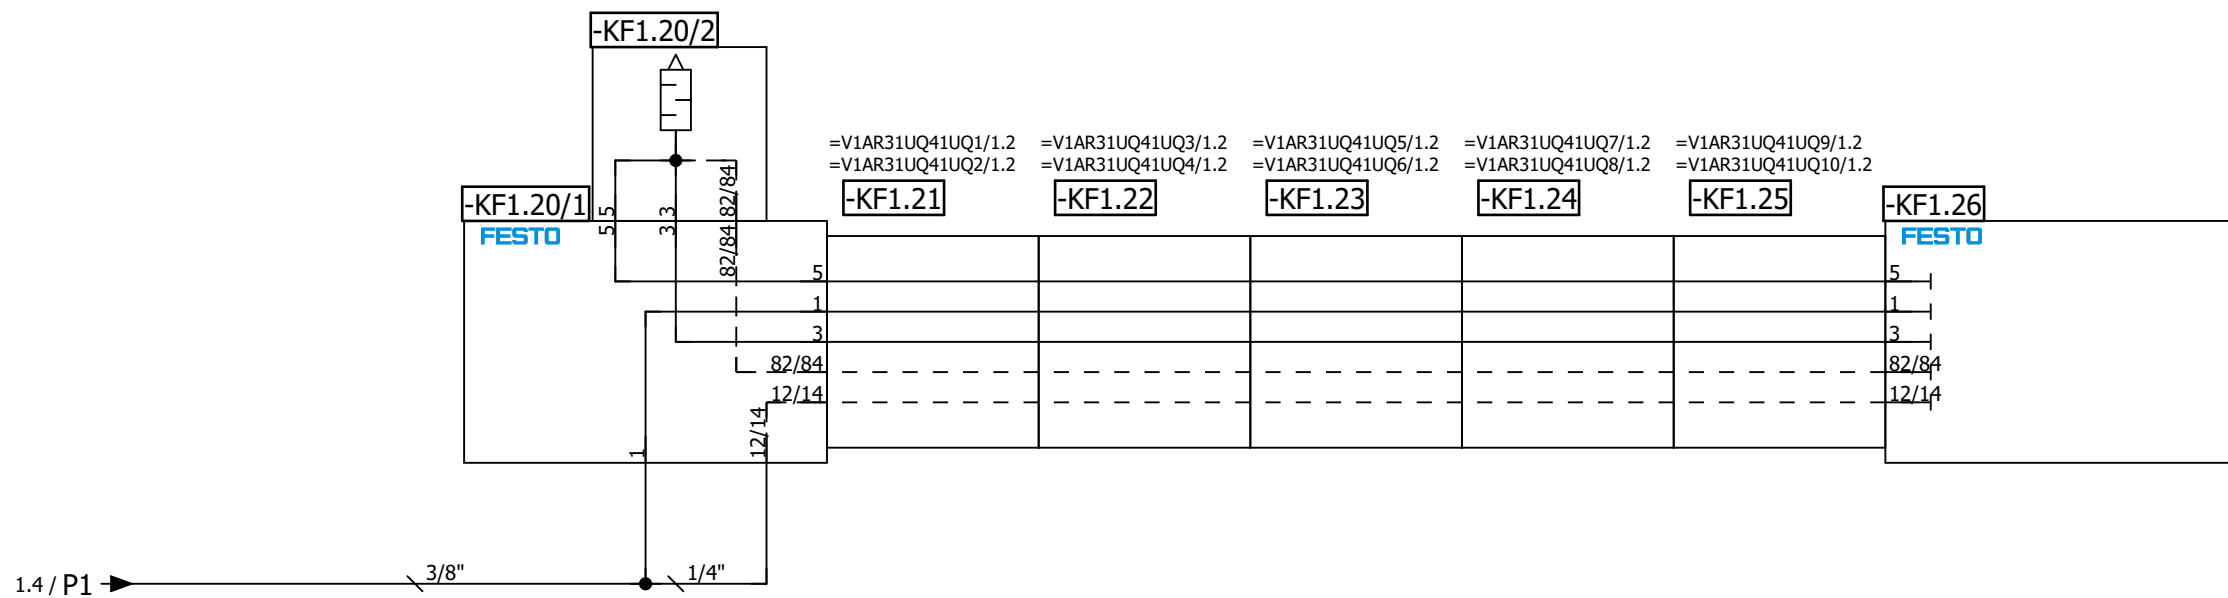 -KF1.20/2
=V1AR31UQ41UQ1/1.2 =V1AR31UQ41UQ3/1.2 =V1AR31UQ41UQ5/1.2 =V1AR31UQ41UQ7/1.2 =V1AR31UQ41UQ9/1.2
=V1AR31UQ41UQ2/1.2 =V1AR31UQ41UQ4/1.2 =V1AR31UQ41UQ6/1.2 =V1AR31UQ41UQ8/1.2 =V1AR31UQ41UQ10/1.2
-KF1.20/1 -KF1.21 -KF1.22 -KF1.23 -KF1.24 -KF1.25 -KF1.26
5 3 82/84
FESTO FESTO
5 3 82/84
5 5
1 1
3 3
82/84 82/84
12/14 12/14
1 12/14
1.4 / P1 3/8" 1/4"